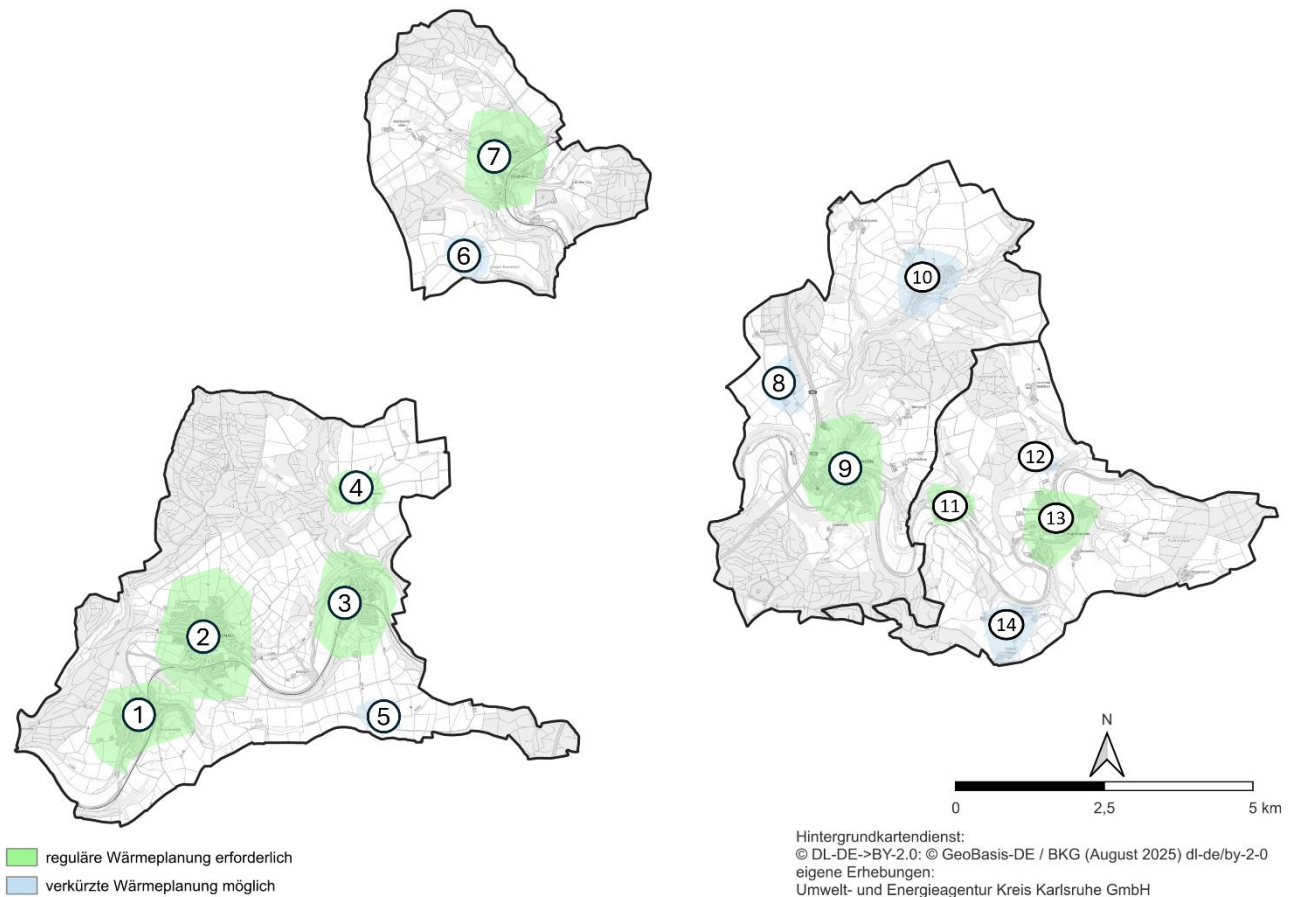 7
6
10
8
9
12
11
13
14
4
3
2
1
5
N
0
2,5
5 km
reguläre Wärmeplanung erforderlich
verkürzte Wärmeplanung möglich
Hintergrundkartendienst:
© DL-DE->BY-2.0: © GeoBasis-DE / BKG (August 2025) dl-de/by-2-0
eigene Erhebungen:
Umwelt- und Energieagentur Kreis Karlsruhe GmbH